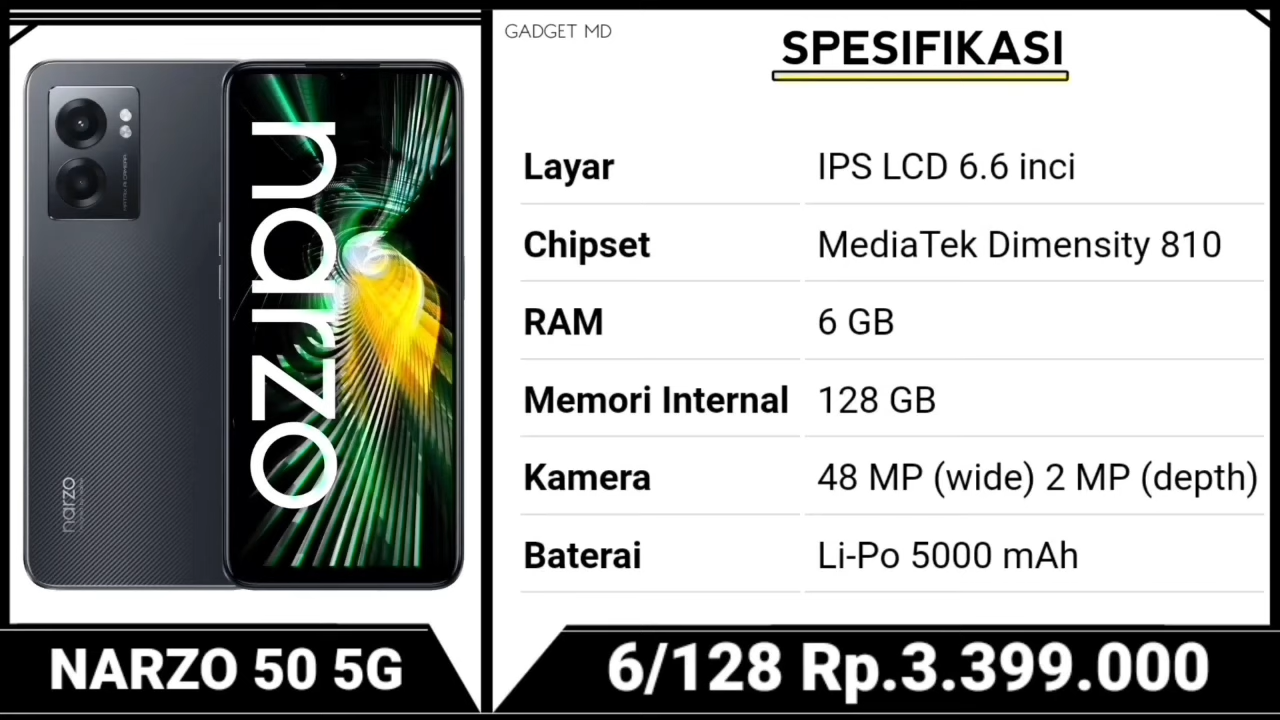 GADGET MD
SPESIFIKASI
narzo
narzo
Layar IPS LCD 6.6 inci
Chipset MediaTek Dimensity 810
RAM 6 GB
Memori Internal 128 GB
Kamera 48 MP (wide) 2 MP (depth)
Baterai Li-Po 5000 mAh
NARZO 50 5G
6/128 Rp.3.399.000